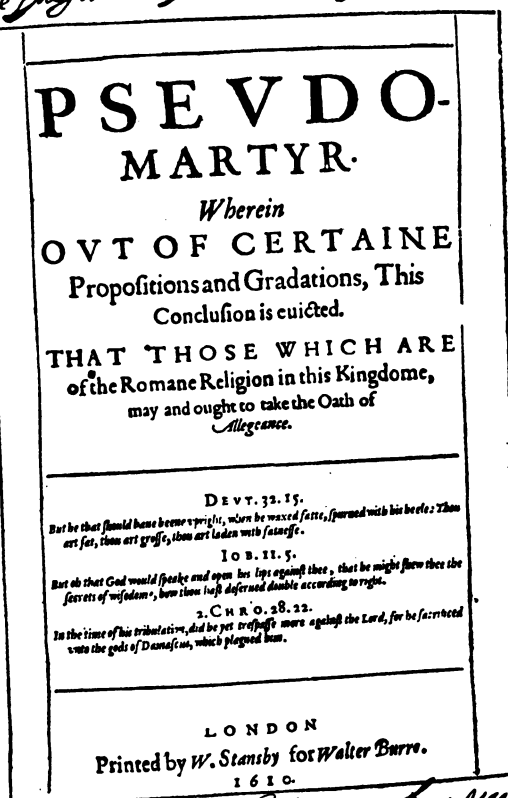 PSEVDO-
MARTYR.
Wherein
OVT OF CERTAINE
Propoſitions and Gradations, This
Concluſion is euicted.
THAT THOSE WHICH ARE
of the Romane Religion in this Kingdome,
may and ought to take the Oath of
Allegeance.
DEVT. 32. 15.
But he that ſhould haue beene vpright, when he waxed fatte, ſpurned with his heele: Thou
art fat, thou art groſſe, thou art laden with fatneſſe.
IOB. 11. 5.
But oh that God would ſpeake and open his lips againſt thee, that he might ſhew thee the
ſecrets of wiſedome, how thou haſt deſerued double according to right.
2. CHRO. 28. 22.
In the time of his tribulation, did he yet treſpaſſe more againſt the Lord, for he ſacrificed
vnto the gods of Damaſcus, which plagued him.
LONDON
Printed by W. Stansby for Walter Burre.
1610.